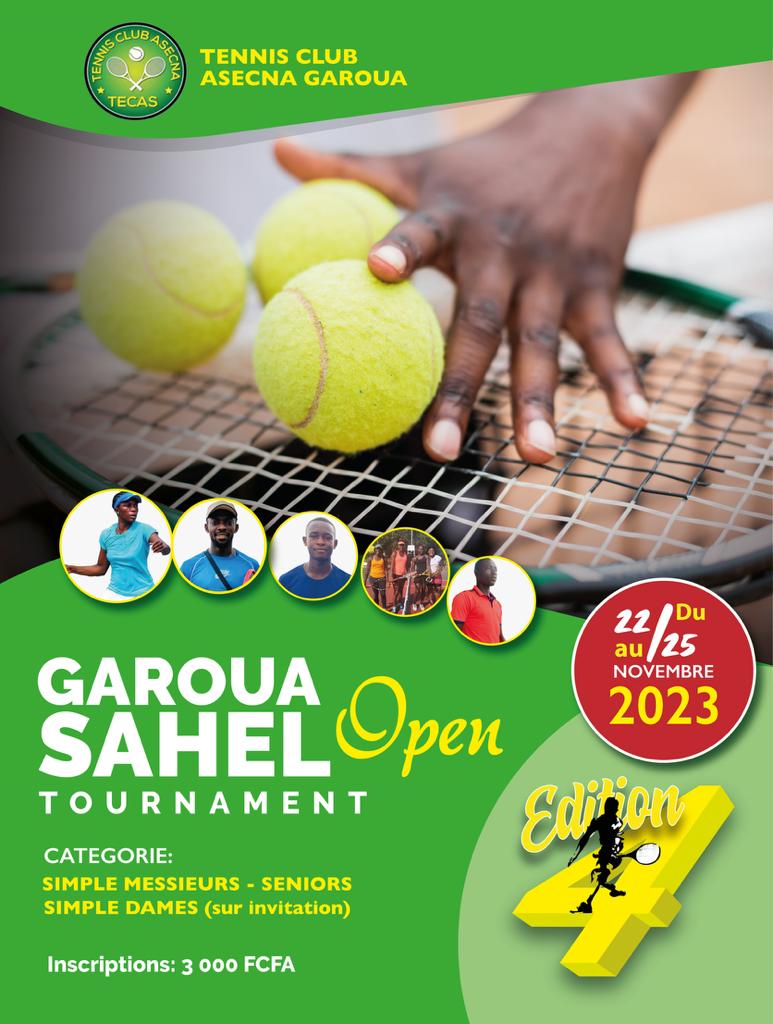 TENNIS CLUB ASECNA
TECAS
TENNIS CLUB
ASECNA GAROUA
GAROUA
SAHEL Open
TOURNAMENT
Du
22/25
au
NOVEMBRE
2023
Edition
4
CATEGORIE:
SIMPLE MESSIEURS - SENIORS
SIMPLE DAMES (sur invitation)
Inscriptions: 3 000 FCFA